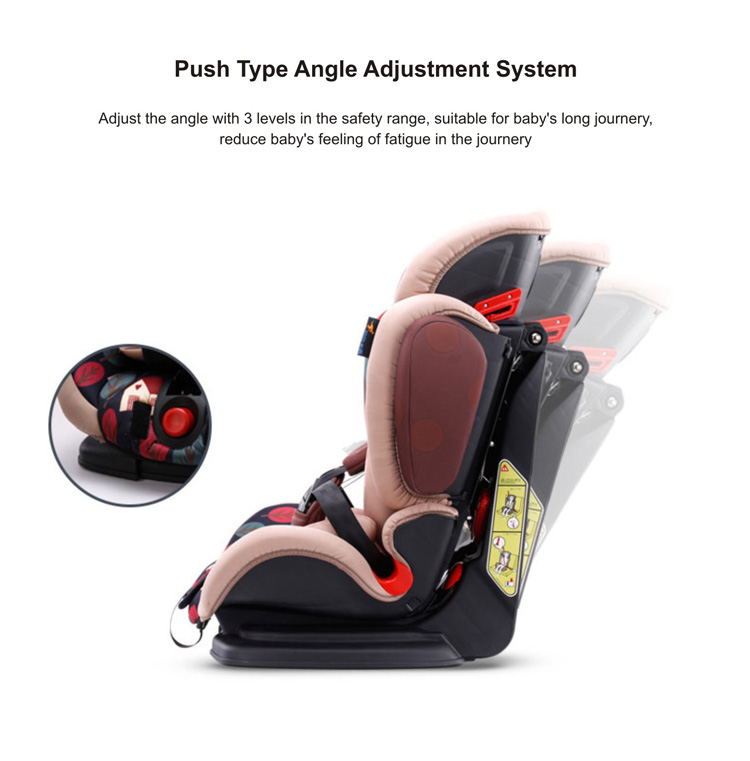 Push Type Angle Adjustment System
Adjust the angle with 3 levels in the safety range, suitable for baby's long journery,
reduce baby's feeling of fatigue in the journery